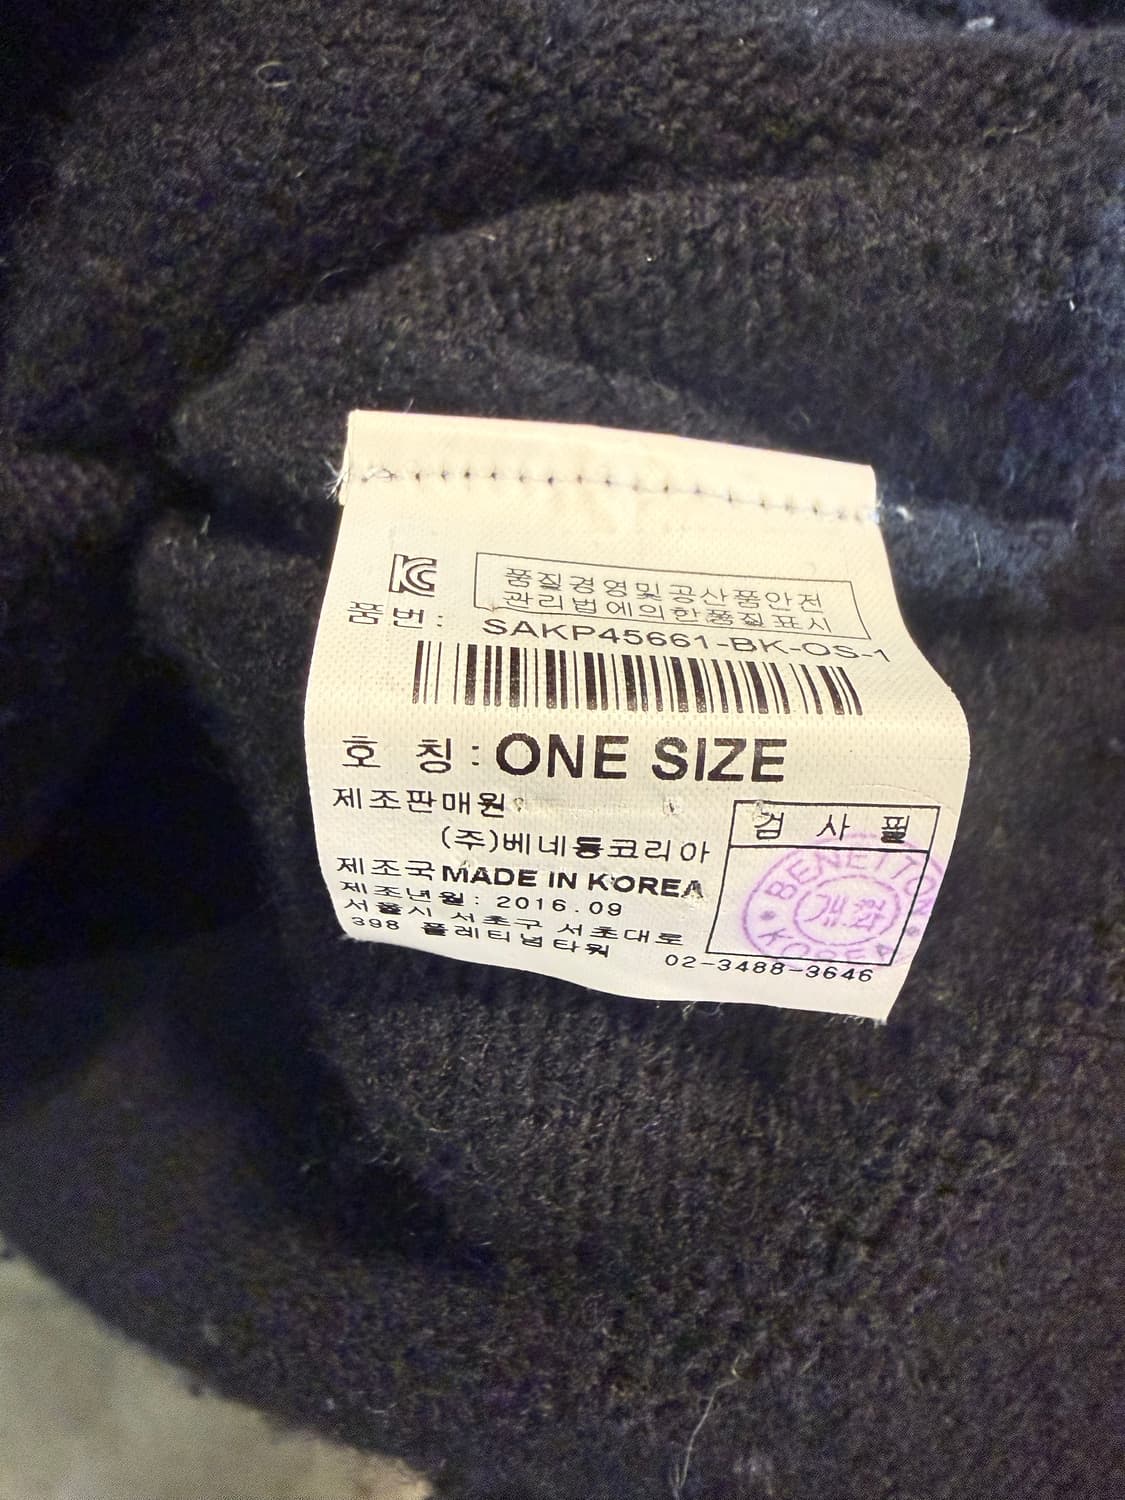 KC
품질경영및공산품안전
관리법에의한품질표시
품번: SAKP45661-BK-OS-1
호 칭: ONE SIZE
제조판매원:
(주)베네통코리아
제조국 MADE IN KOREA
제조년월: 2016.09
서울시 서초구 서초대로
398 플래티넘타워
02-3488-3646
검 사 필
BENETTON
KOREA